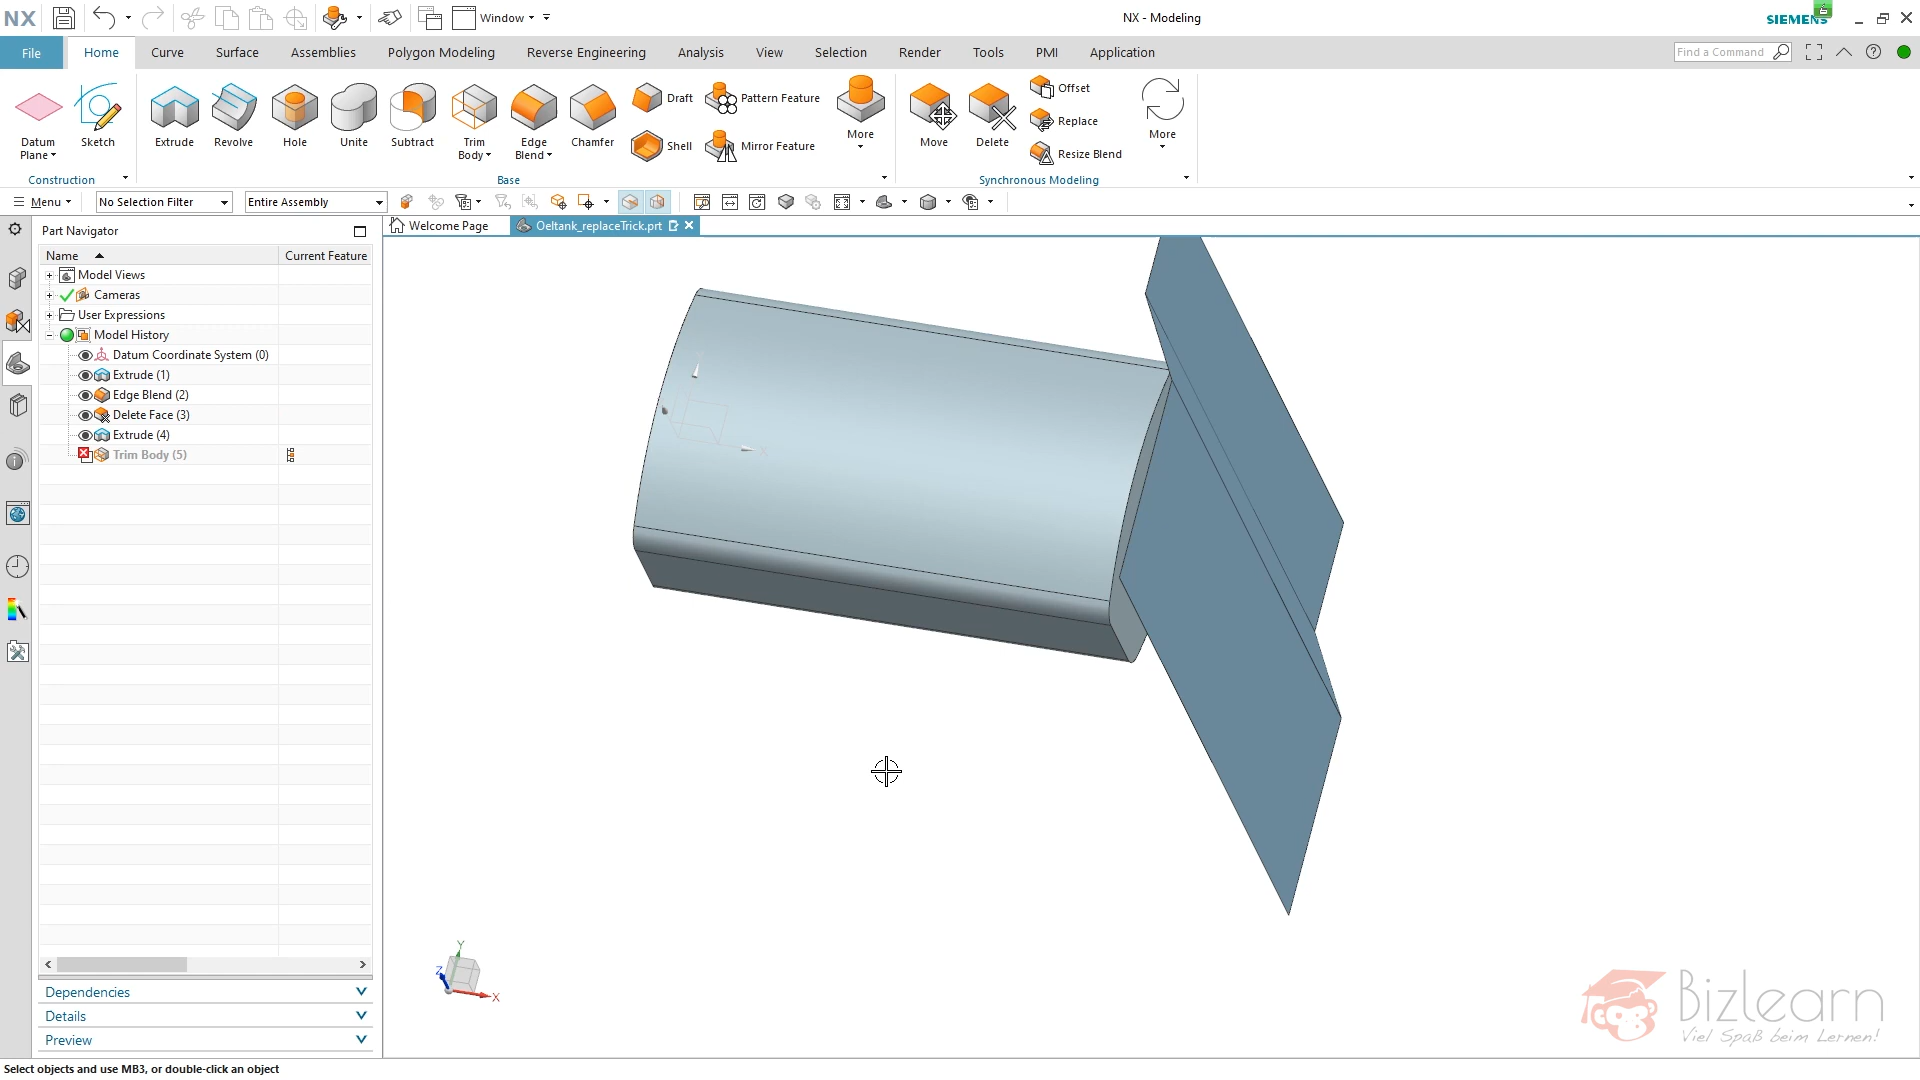 NX
Window
NX - Modeling
SIEMENS
File
Home
Curve
Surface
Assemblies
Polygon Modeling
Reverse Engineering
Analysis
View
Selection
Render
Tools
PMI
Application
Find a Command
Datum Plane
Sketch
Extrude
Revolve
Hole
Unite
Subtract
Trim Body
Edge Blend
Chamfer
Draft
Shell
Pattern Feature
Mirror Feature
More
Move
Delete
Offset
Replace
Resize Blend
More
Construction
Base
Synchronous Modeling
Menu
No Selection Filter
Entire Assembly
Part Navigator
Welcome Page
Oeltank_replaceTrick.prt
Name
Current Feature
Model Views
Cameras
User Expressions
Model History
Datum Coordinate System (0)
Extrude (1)
Edge Blend (2)
Delete Face (3)
Extrude (4)
Trim Body (5)
Y
Z
X
Dependencies
Details
Preview
Bizlearn
Viel Spaß beim Lernen!
Select objects and use MB3, or double-click an object